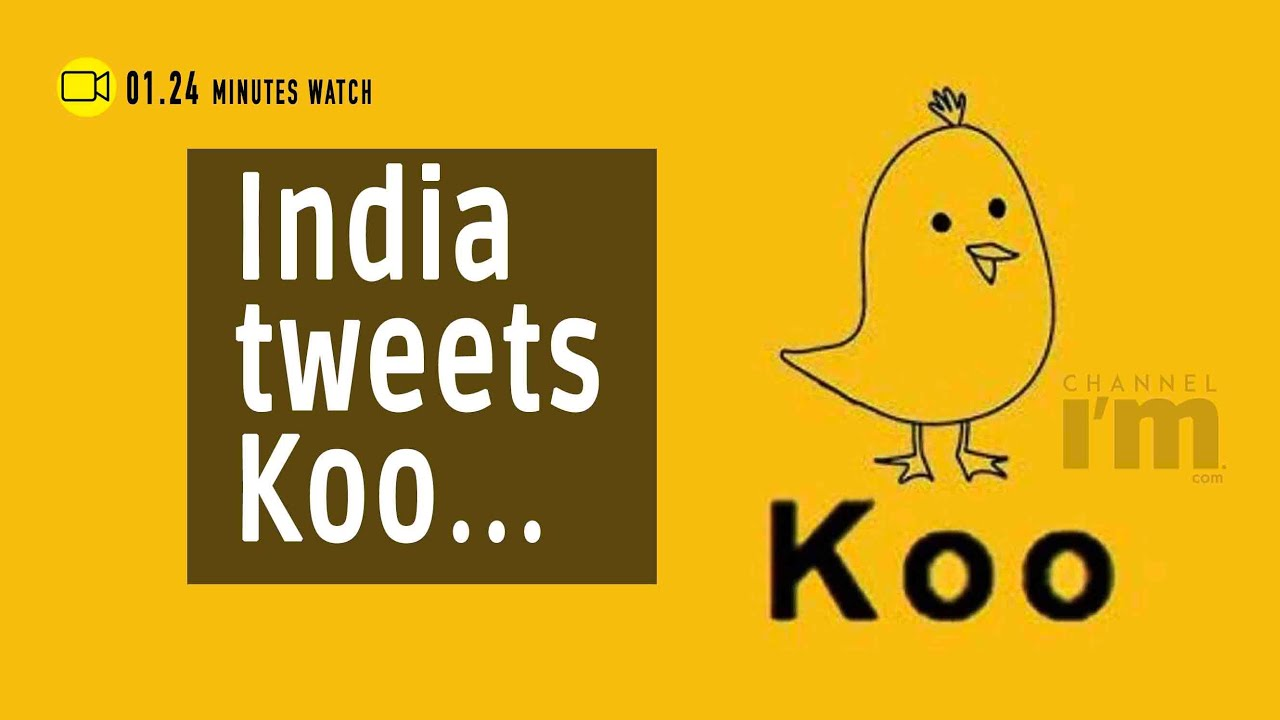 01.24 MINUTES WATCH
India
tweets
Koo...
CHANNEL
I'M.
com
Koo